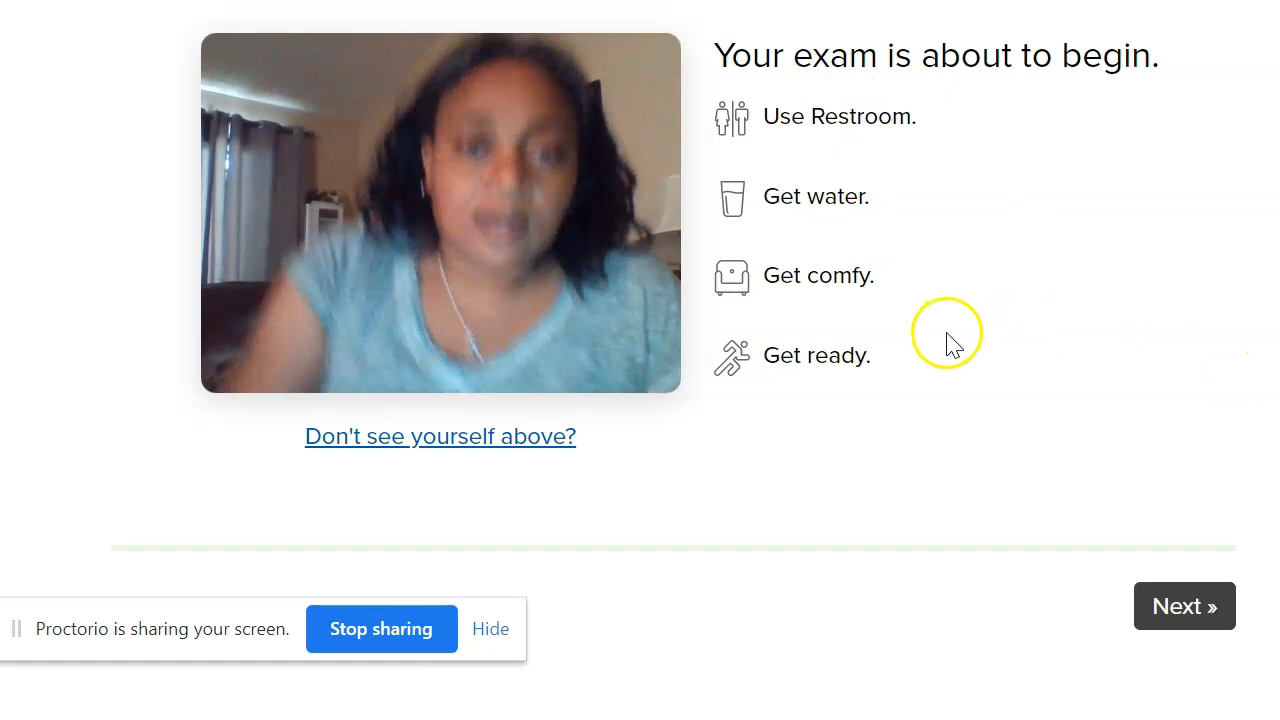 Your exam is about to begin.
Use Restroom.
Get water.
Get comfy.
Get ready.
Don't see yourself above?
Next »
Proctorio is sharing your screen.
Stop sharing
Hide